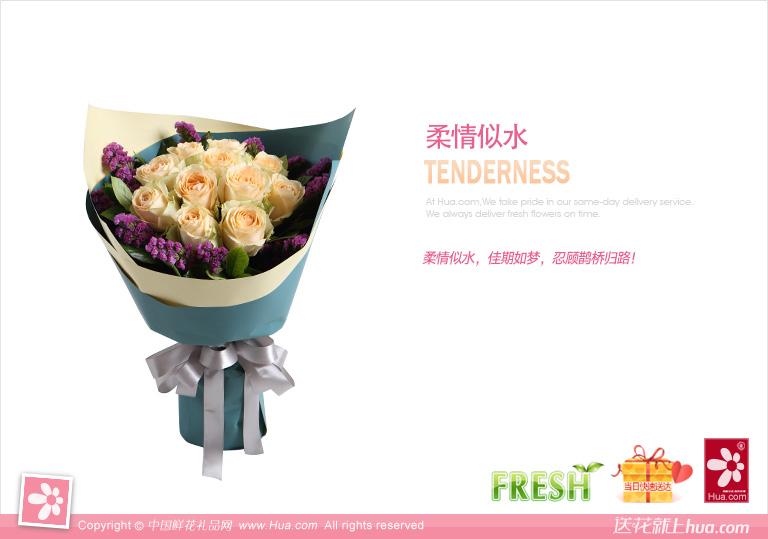 柔情似水
TENDERNESS
At Hua.com,We take pride in our same-day delivery service.
We always deliver fresh flowers on time.
柔情似水，佳期如梦，忍顾鹊桥归路！
FRESH
当日快速送达
Hua.com
Copyright © 中国鲜花礼品网 www.Hua.com All rights reserved
送花就上hua.com